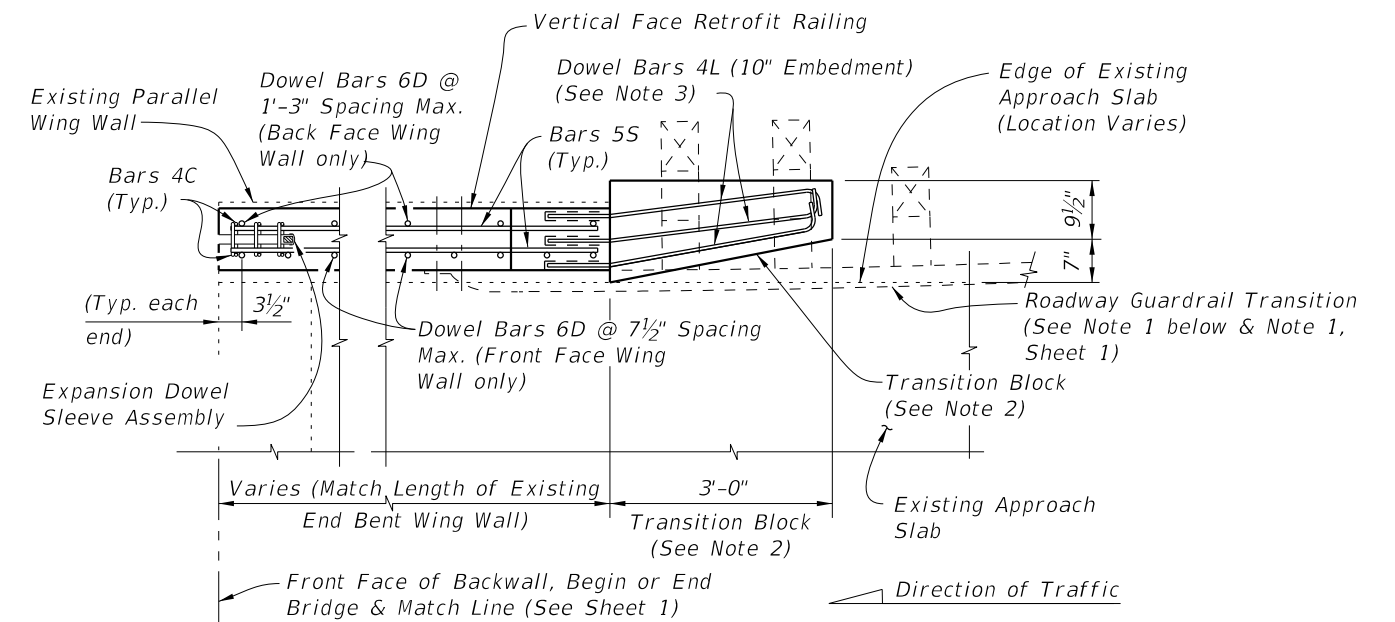 Vertical Face Retrofit Railing
Dowel Bars 6D @
1'-3" Spacing Max.
(Back Face Wing
Wall only)
Dowel Bars 4L (10" Embedment)
(See Note 3)
Edge of Existing
Approach Slab
(Location Varies)
Existing Parallel
Wing Wall
Bars 5S
(Typ.)
Bars 4C
(Typ.)
9½"
7"
(Typ. each
end)
3½"
Roadway Guardrail Transition
(See Note 1 below & Note 1,
Sheet 1)
Dowel Bars 6D @ 7½" Spacing
Max. (Front Face Wing
Wall only)
Expansion Dowel
Sleeve Assembly
Transition Block
(See Note 2)
Varies (Match Length of Existing
End Bent Wing Wall)
3'-0"
Transition Block
(See Note 2)
Existing Approach
Slab
Front Face of Backwall, Begin or End
Bridge & Match Line (See Sheet 1)
Direction of Traffic